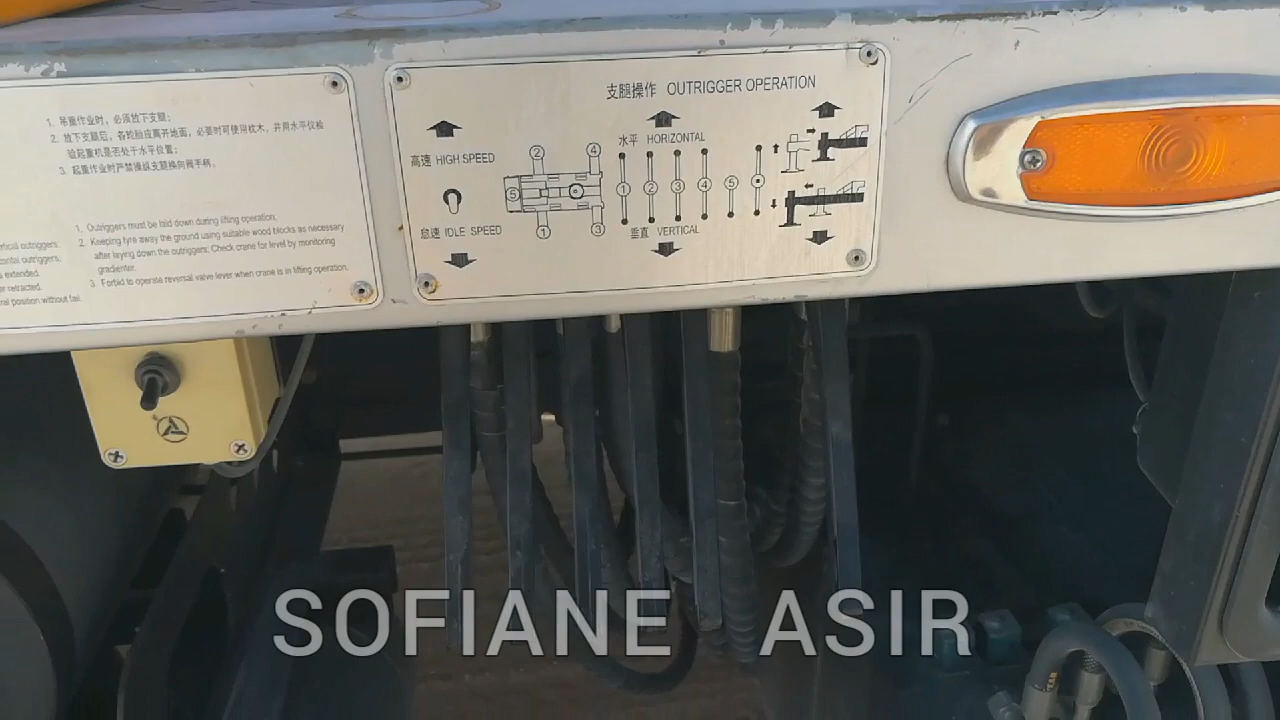 1. 吊重作业时，必须放下支腿；
2. 放下支腿后，各轮胎应离开地面，必要时可使用枕木，并用水平仪检
验起重机是否处于水平位置；
3. 起重作业时严禁操纵支腿换向阀手柄。
1. Outriggers must be laid down during lifting operation;
2. Keeping tyre away the ground using suitable wood blocks as necessary
after laying down the outriggers; Check crane for level by monitoring
gradienter.
3 Forbid to operate reversal valve lever when crane is in lifting operation.
outriggers.
outriggers,
extended.
retracted.
position without fail
支腿操作 OUTRIGGER OPERATION
水平 HORIZONTAL
高速 HIGH SPEED
怠速 IDLE SPEED
② ④
⑤
① ③
① ② ③ ④ ⑤
垂直 VERTICAL
SOFIANE ASIR